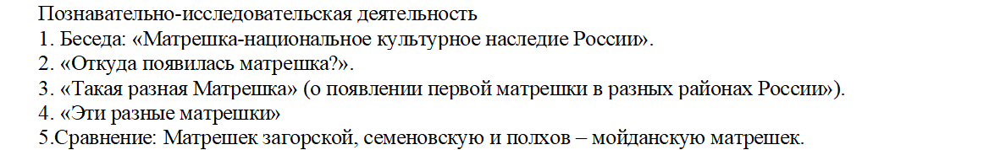 Познавательно-исследовательская деятельность
1. Беседа: «Матрешка-национальное культурное наследие России».
2. «Откуда появилась матрешка?».
3. «Такая разная Матрешка» (о появлении первой матрешки в разных районах России»).
4. «Эти разные матрешки»
5.Сравнение: Матрешек загорской, семеновскую и полхов – мойданскую матрешек.